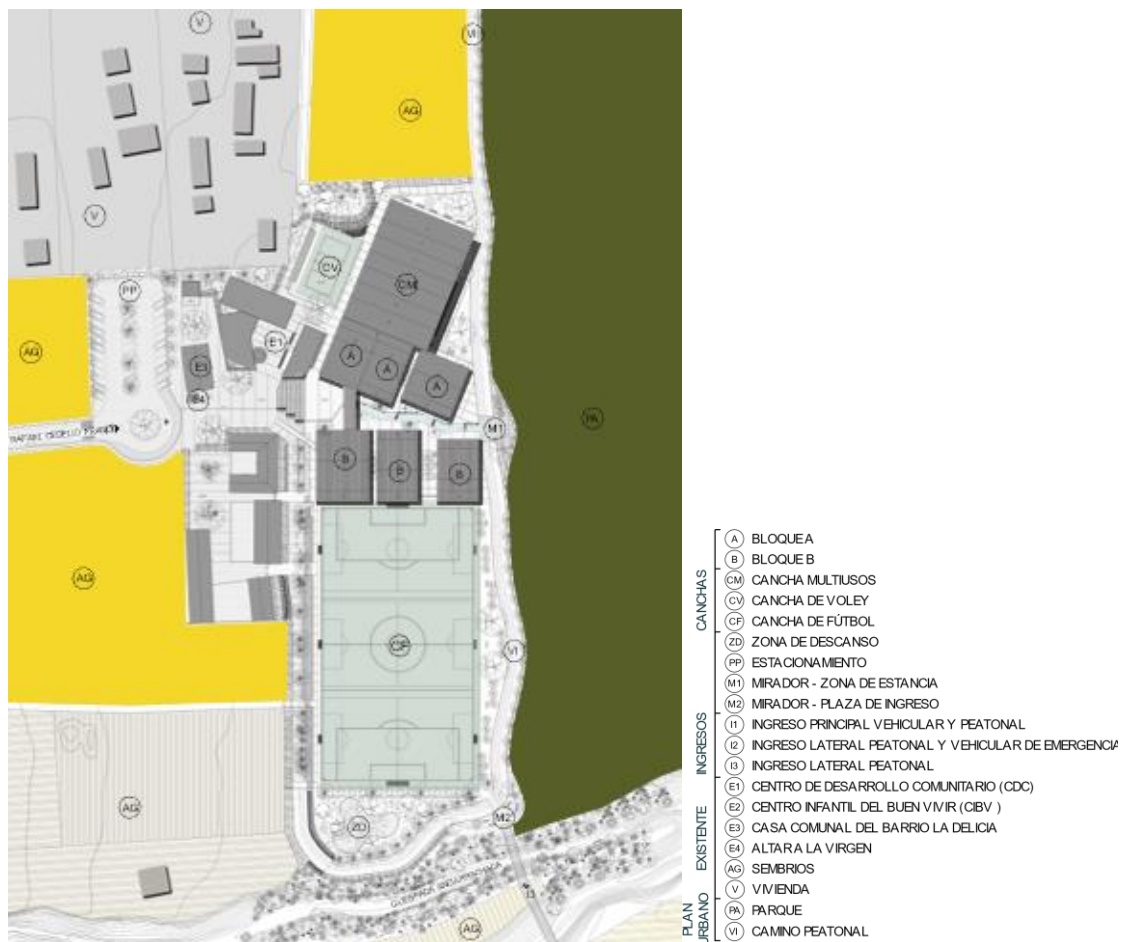 V
VI
AG
V
CV
PP
CM
E1
AG
A
A
E3
A
E4
PA
M1
B
B
B
AG
CF
VI
AG
M2
ZD
I3
AG
CANCHAS
A BLOQUE A
B BLOQUE B
CM CANCHA MULTIUSOS
CV CANCHA DE VOLEY
CF CANCHA DE FÚTBOL
ZD ZONA DE DESCANSO
PP ESTACIONAMIENTO
M1 MIRADOR - ZONA DE ESTANCIA
M2 MIRADOR - PLAZA DE INGRESO
INGRESOS
I1 INGRESO PRINCIPAL VEHICULAR Y PEATONAL
I2 INGRESO LATERAL PEATONAL Y VEHICULAR DE EMERGENCIA
I3 INGRESO LATERAL PEATONAL
EXISTENTE
E1 CENTRO DE DESARROLLO COMUNITARIO (CDC)
E2 CENTRO INFANTIL DEL BUEN VIVIR (CIBV )
E3 CASA COMUNAL DEL BARRIO LA DELICIA
E4 ALTAR A LA VIRGEN
AG SEMBRIOS
V VIVIENDA
PLAN URBANO
PA PARQUE
VI CAMINO PEATONAL